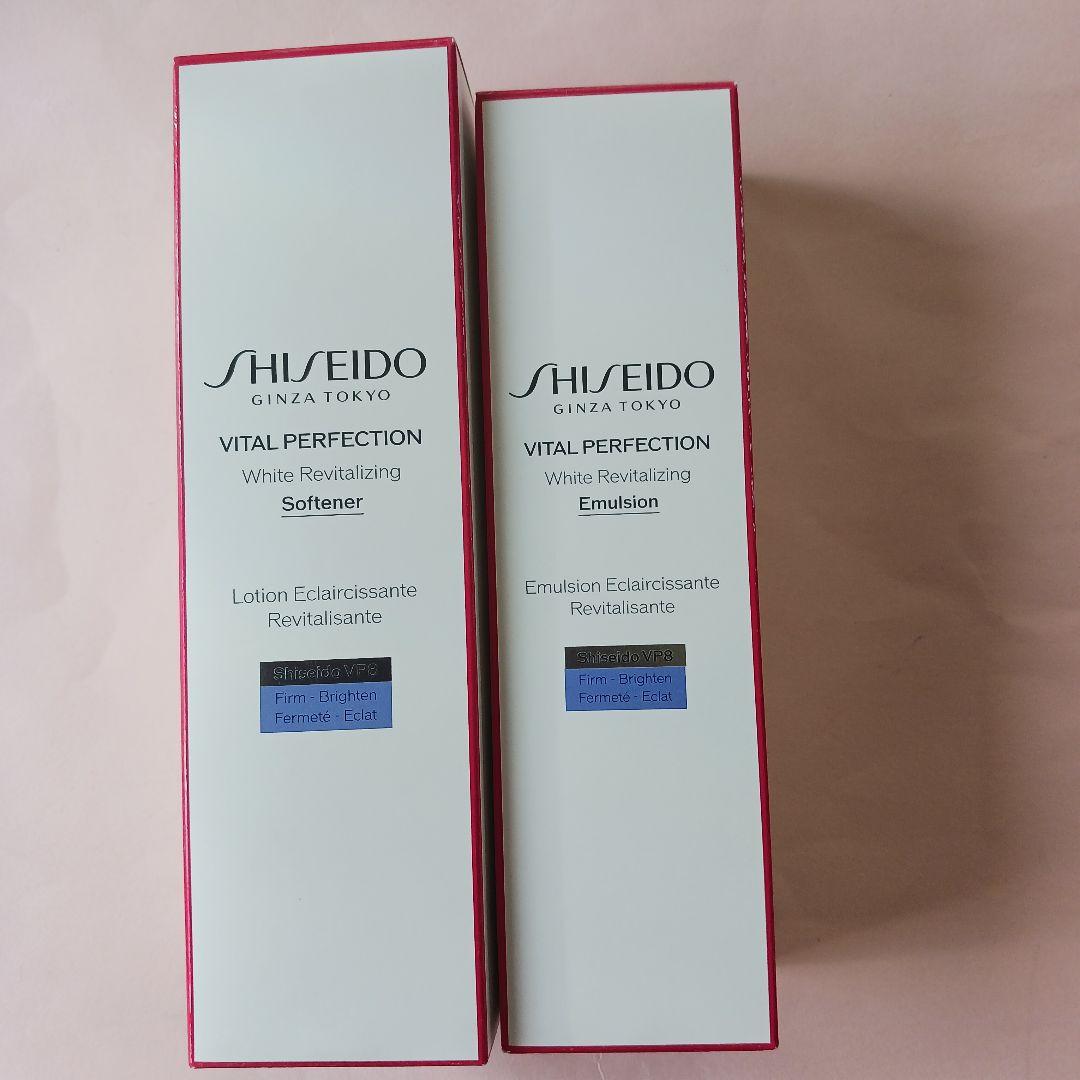 SHISEIDO
GINZA TOKYO
VITAL PERFECTION
White Revitalizing
Softener
Lotion Eclaircissante
Revitalisante
Shiseido VP8
Firm - Brighten
Fermeté - Eclat
SHISEIDO
GINZA TOKYO
VITAL PERFECTION
White Revitalizing
Emulsion
Emulsion Eclaircissante
Revitalisante
Shiseido VP8
Firm - Brighten
Fermeté - Eclat